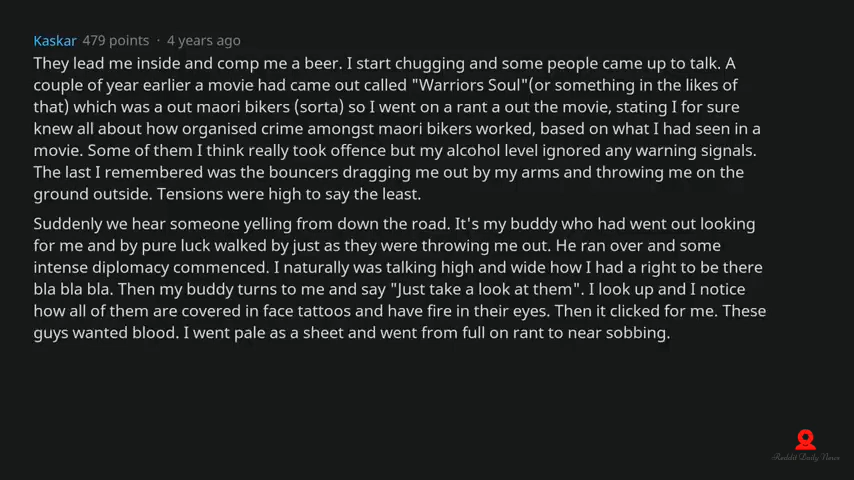 Kaskar 479 points · 4 years ago
They lead me inside and comp me a beer. I start chugging and some people came up to talk. A
couple of year earlier a movie had came out called "Warriors Soul"(or something in the likes of
that) which was a out maori bikers (sorta) so I went on a rant a out the movie, stating I for sure
knew all about how organised crime amongst maori bikers worked, based on what I had seen in a
movie. Some of them I think really took offence but my alcohol level ignored any warning signals.
The last I remembered was the bouncers dragging me out by my arms and throwing me on the
ground outside. Tensions were high to say the least.
Suddenly we hear someone yelling from down the road. It's my buddy who had went out looking
for me and by pure luck walked by just as they were throwing me out. He ran over and some
intense diplomacy commenced. I naturally was talking high and wide how I had a right to be there
bla bla bla. Then my buddy turns to me and say "Just take a look at them". I look up and I notice
how all of them are covered in face tattoos and have fire in their eyes. Then it clicked for me. These
guys wanted blood. I went pale as a sheet and went from full on rant to near sobbing.
Reddit Daily News